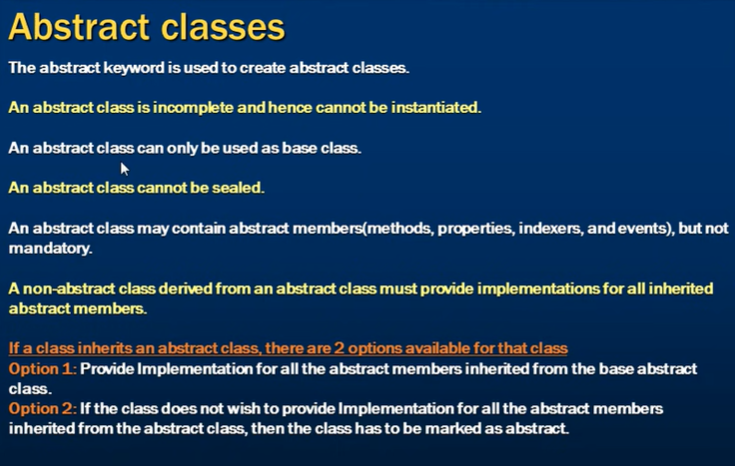 Abstract classes
The abstract keyword is used to create abstract classes.
An abstract class is incomplete and hence cannot be instantiated.
An abstract class can only be used as base class.
An abstract class cannot be sealed.
An abstract class may contain abstract members(methods, properties, indexers, and events), but not
mandatory.
A non-abstract class derived from an abstract class must provide implementations for all inherited
abstract members.
If a class inherits an abstract class, there are 2 options available for that class
Option 1: Provide Implementation for all the abstract members inherited from the base abstract
class.
Option 2: If the class does not wish to provide Implementation for all the abstract members
inherited from the abstract class, then the class has to be marked as abstract.